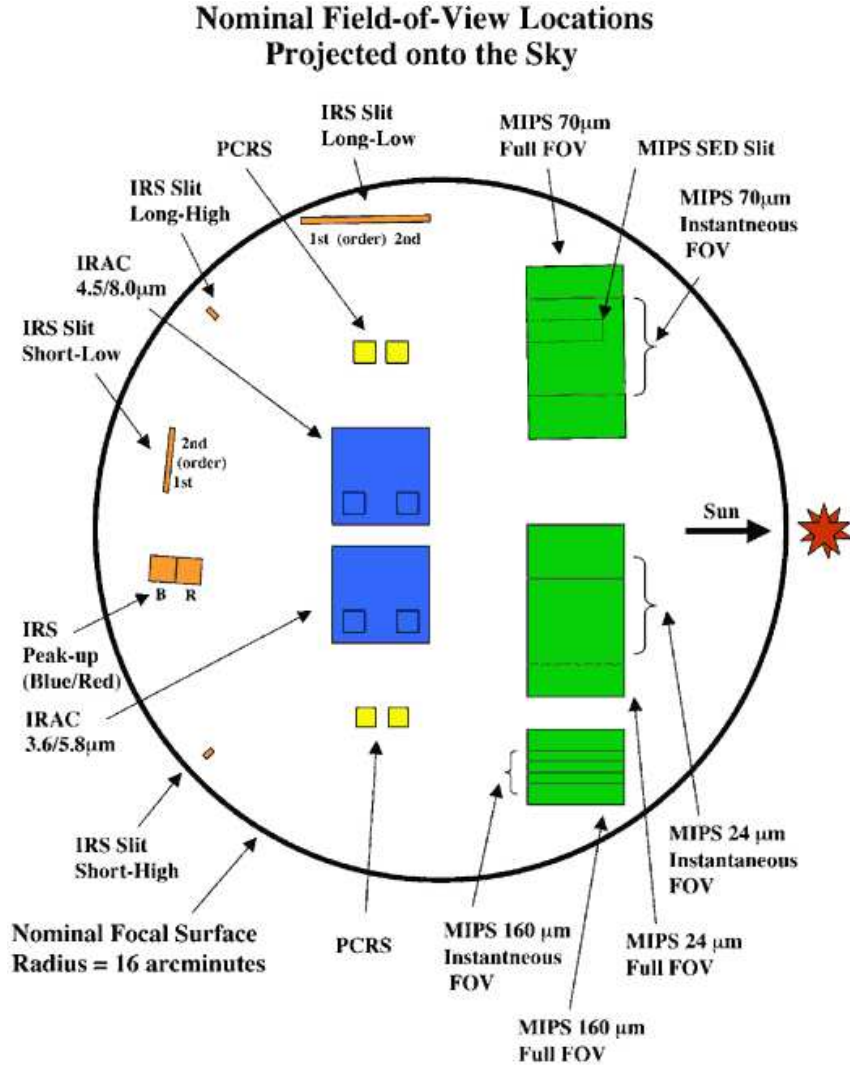 Nominal Field-of-View Locations
Projected onto the Sky
IRS Slit
Long-Low
MIPS 70μm
Full FOV
PCRS
MIPS SED Slit
IRS Slit
Long-High
MIPS 70μm
Instantneous
FOV
1st (order) 2nd
IRAC
4.5/8.0μm
IRS Slit
Short-Low
2nd
(order)
1st
Sun
B R
IRS
Peak-up
(Blue/Red)
IRAC
3.6/5.8μm
MIPS 24 μm
Instantaneous
FOV
IRS Slit
Short-High
Nominal Focal Surface
Radius = 16 arcminutes
PCRS
MIPS 160 μm
Instantneous
FOV
MIPS 24 μm
Full FOV
MIPS 160 μm
Full FOV